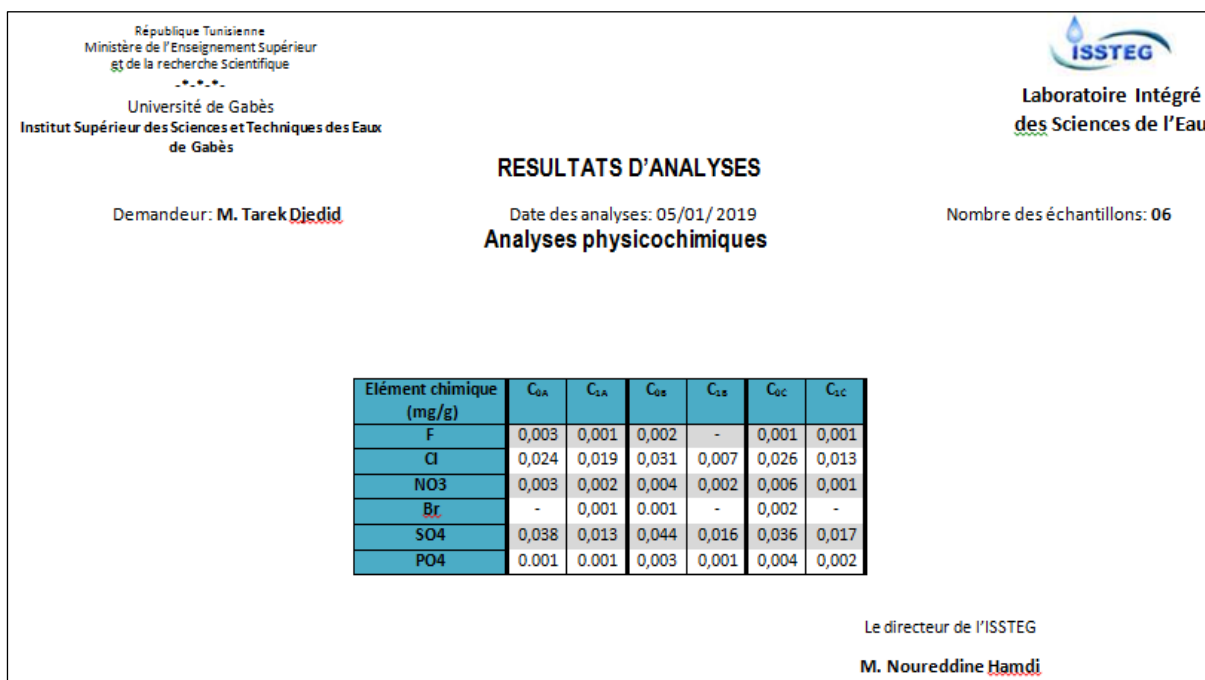 République Tunisienne
Ministère de l'Enseignement Supérieur
et de la recherche Scientifique
-*-*-*-
Université de Gabès
Institut Supérieur des Sciences et Techniques des Eaux
de Gabès
ISSTEG
Laboratoire Intégré
des Sciences de l'Eau
RESULTATS D'ANALYSES
Demandeur: M. Tarek Djedid Date des analyses: 05/01/ 2019 Nombre des échantillons: 06
Analyses physicochimiques
Elément chimique (mg/g) C0A C1A C0B C1B C0C C1C
F 0,003 0,001 0,002 - 0,001 0,001
Cl 0,024 0,019 0,031 0,007 0,026 0,013
NO3 0,003 0,002 0,004 0,002 0,006 0,001
Br - 0,001 0.001 - 0,002 -
SO4 0,038 0,013 0,044 0,016 0,036 0,017
PO4 0.001 0.001 0,003 0,001 0,004 0,002
Le directeur de l'ISSTEG
M. Noureddine Hamdi